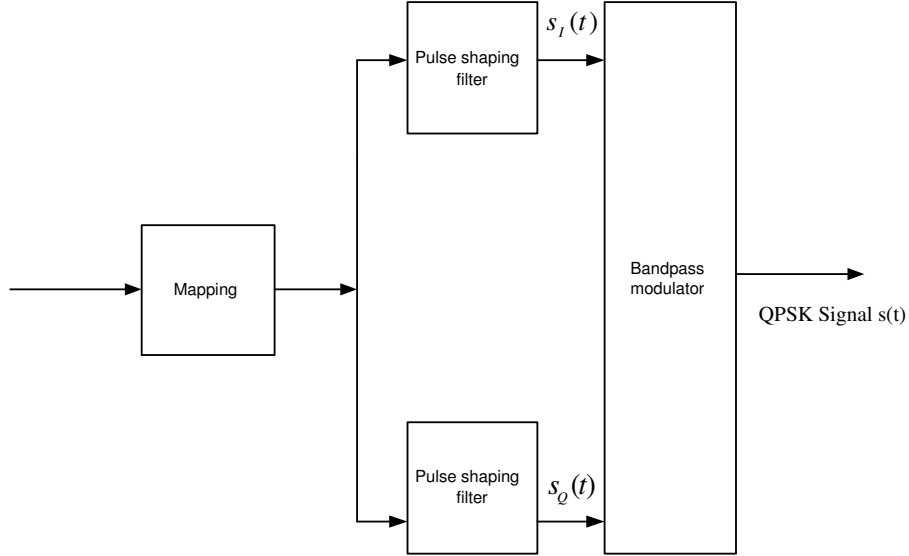 s_I(t)
Pulse shaping
filter
Mapping
Bandpass
modulator
QPSK Signal s(t)
Pulse shaping
filter
s_Q(t)